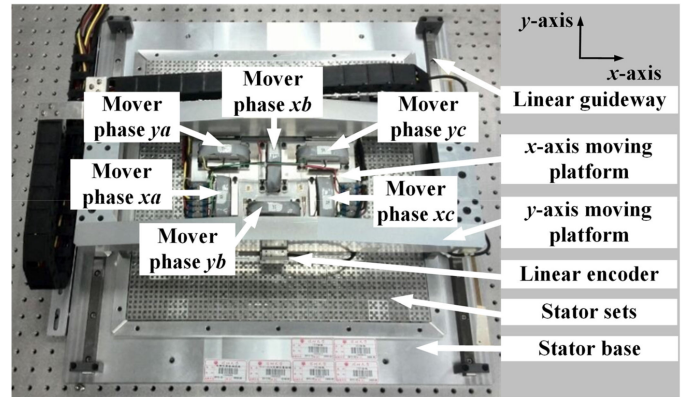 y-axis
x-axis
Linear guideway
Mover
phase xb
Mover
phase ya
Mover
phase yc
x-axis moving
platform
Mover
phase xa
Mover
phase xc
y-axis moving
platform
Mover
phase yb
Linear encoder
Stator sets
Stator base